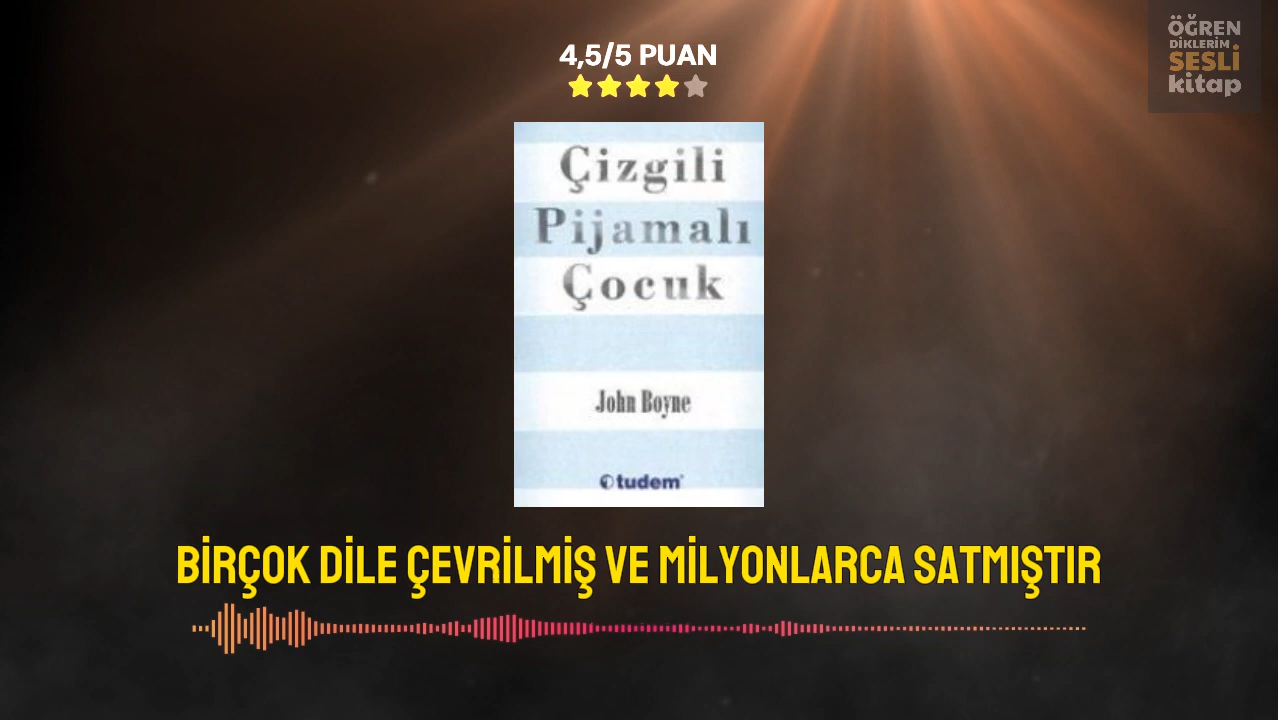 4,5/5 PUAN
ÖĞREN
DİKLERİM
SESLİ
kitap
Çizgili
Pijamalı
Çocuk
John Boyne
tudem
BİRÇOK DİLE ÇEVRİLMİŞ VE MİLYONLARCA SATMIŞTIR